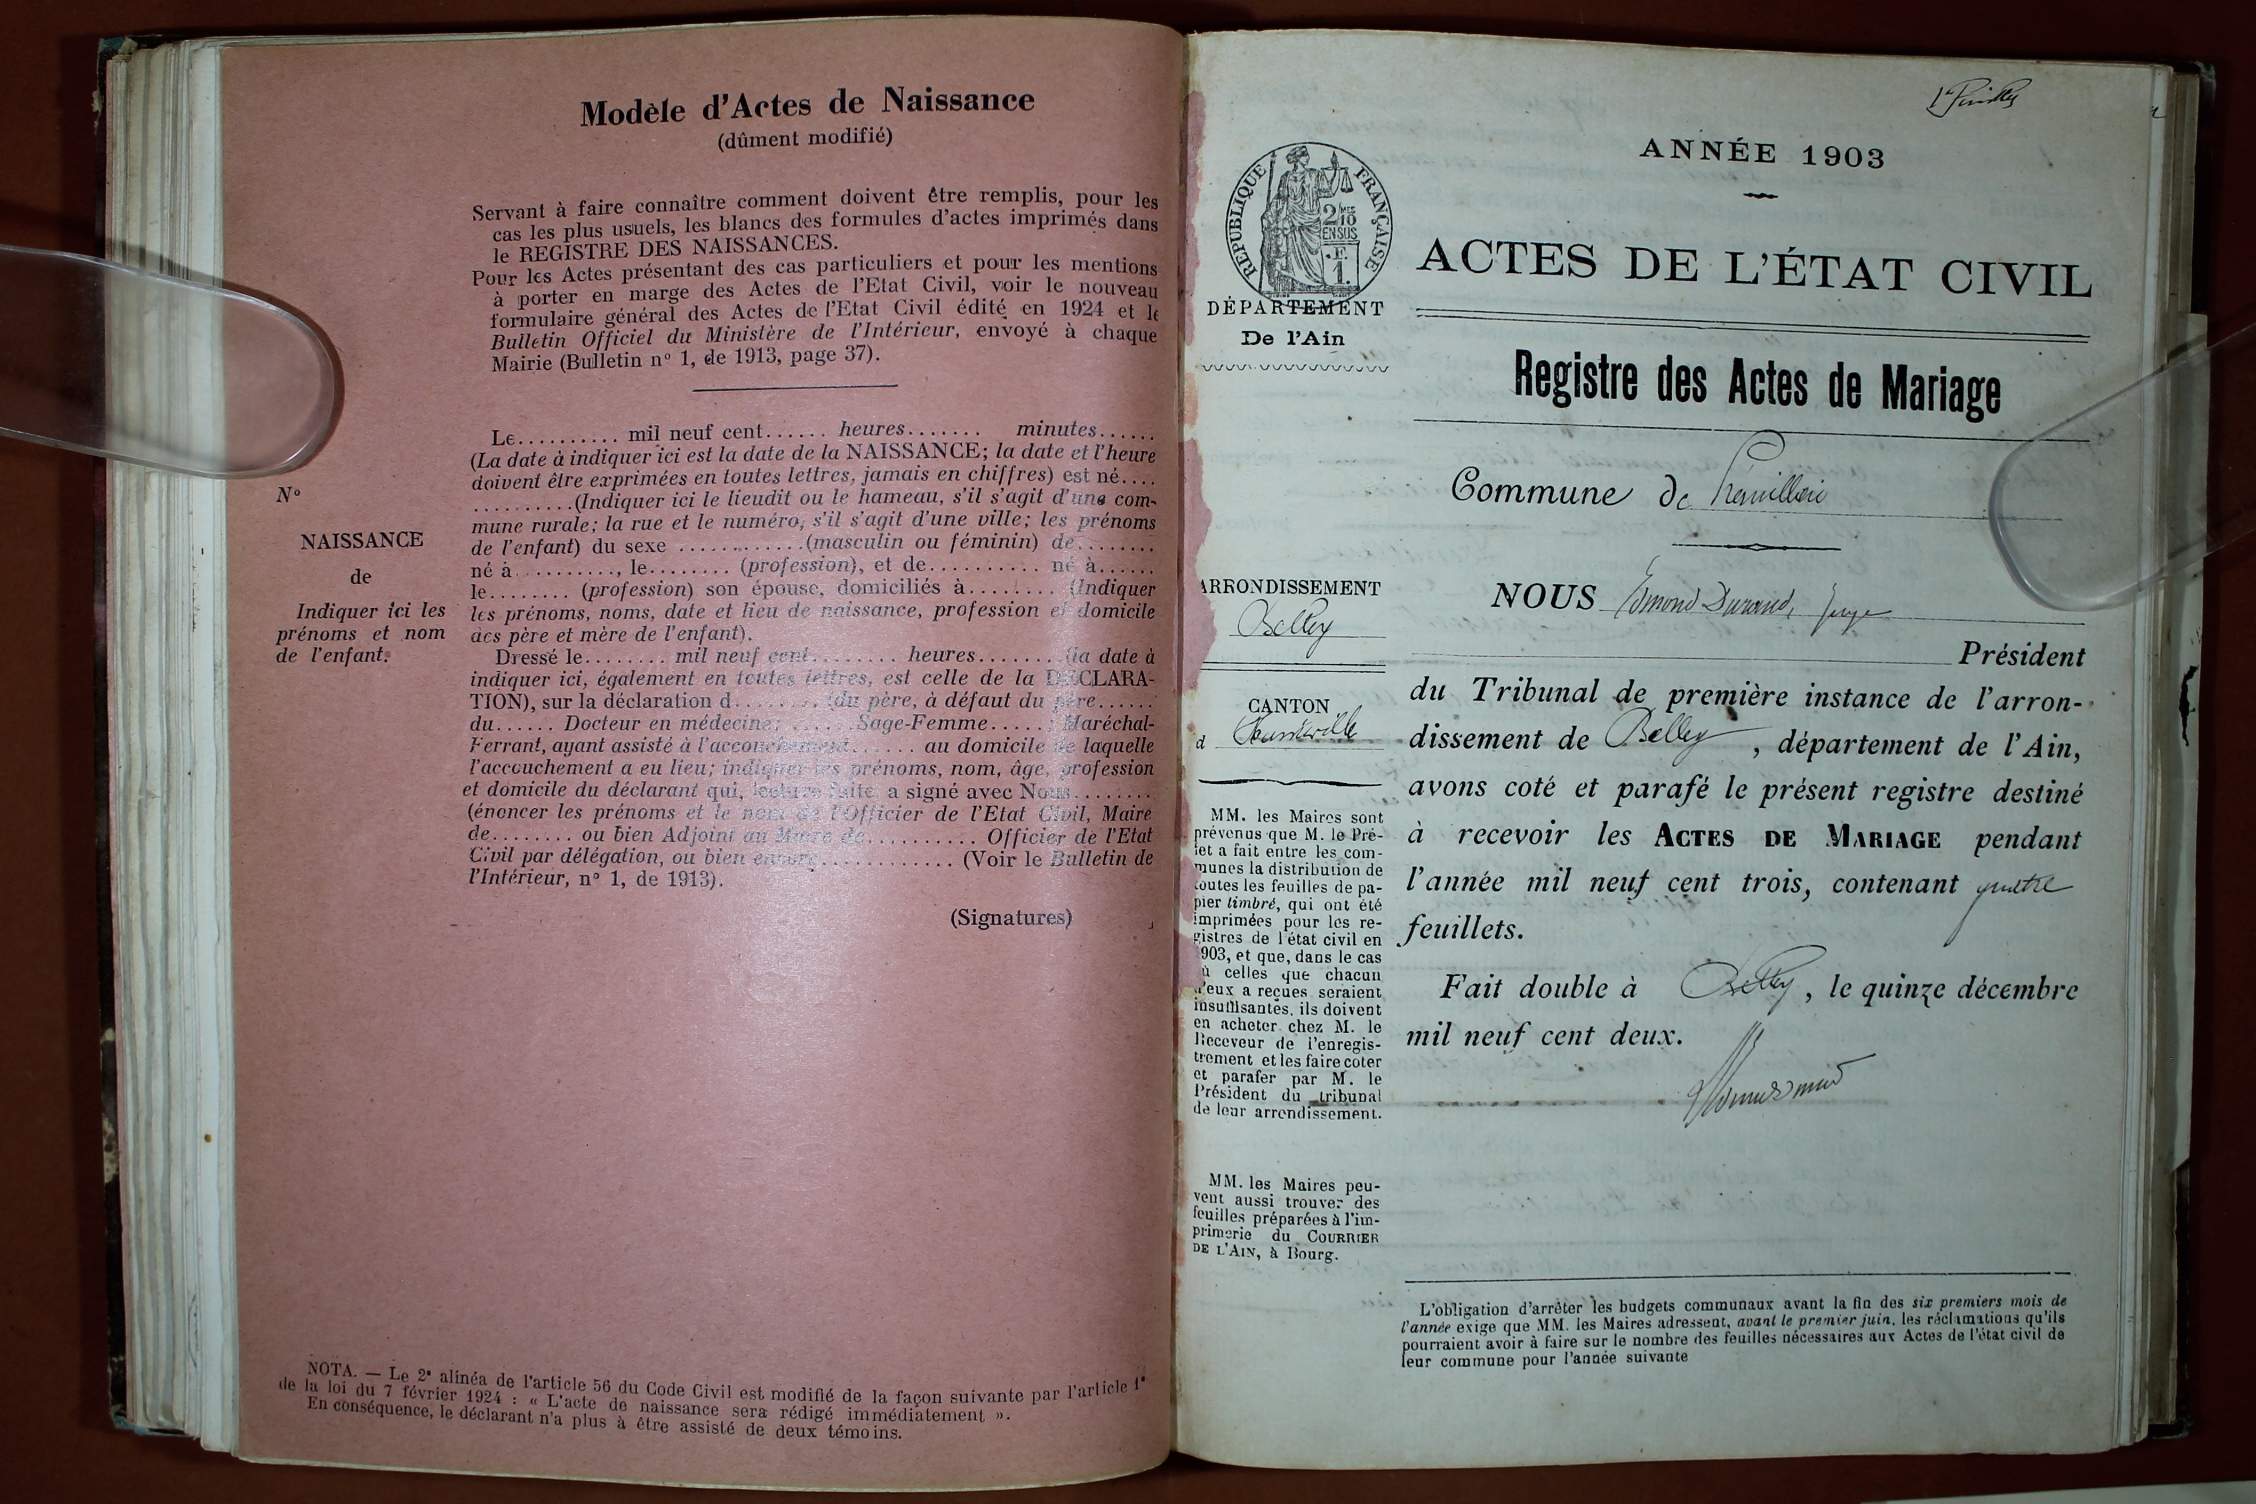 Modèle d'Actes de Naissance
(dûment modifié)
Servant à faire connaître comment doivent être remplis, pour les
cas les plus usuels, les blancs des formules d'actes imprimés dans
le REGISTRE DES NAISSANCES.
Pour les Actes présentant des cas particuliers et pour les mentions
à porter en marge des Actes de l'Etat Civil, voir le nouveau
formulaire général des Actes de l'Etat Civil édité en 1924 et le
Bulletin Officiel du Ministère de l'Intérieur, envoyé à chaque
Mairie (Bulletin n° 1, de 1913, page 37).
N°
NAISSANCE
de
Indiquer ici les
prénoms et nom
de l'enfant.
Le.......... mil neuf cent...... heures....... minutes......
(La date à indiquer ici est la date de la NAISSANCE; la date et l'heure
doivent être exprimées en toutes lettres, jamais en chiffres) est né....
..........(Indiquer ici le lieudit ou le hameau, s'il s'agit d'une com-
mune rurale; la rue et le numéro, s'il s'agit d'une ville; les prénoms
de l'enfant) du sexe ............(masculin ou féminin) de........
né à.........., le........ (profession), et de.......... né à......
le........ (profession) son épouse, domiciliés à........ (Indiquer
les prénoms, noms, date et lieu de naissance, profession et domicile
des père et mère de l'enfant).
Dressé le........ mil neuf cent........ heures........(la date à
indiquer ici, également en toutes lettres, est celle de la DÉCLARA-
TION), sur la déclaration d........ (du père, à défaut du père......
du...... Docteur en médecine; ...... Sage-Femme.....; Maréchal-
Ferrant, ayant assisté à l'accouchement...... au domicile de laquelle
l'accouchement a eu lieu; indiquer les prénoms, nom, âge, profession
et domicile du déclarant qui, lecture faite, a signé avec Nous........
(énoncer les prénoms et le nom de l'Officier de l'Etat Civil, Maire
de........ ou bien Adjoint au Maire de.......... Officier de l'Etat
Civil par délégation, ou bien encore............. (Voir le Bulletin de
l'Intérieur, n° 1, de 1913).
(Signatures)
NOTA. — Le 2e alinéa de l'article 56 du Code Civil est modifié de la façon suivante par l'article 1er
de la loi du 7 février 1924 : « L'acte de naissance sera rédigé immédiatement ».
En conséquence, le déclarant n'a plus à être assisté de deux témoins.
ANNÉE 1903
RÉPUBLIQUE FRANÇAISE
2/10
EN SUS
F.
1.
ACTES DE L'ÉTAT CIVIL
DÉPARTEMENT
De l'Ain
Registre des Actes de Mariage
Commune de
ARRONDISSEMENT
Belley
CANTON
d
MM. les Maires sont
prévenus que M. le Pré-
fet a fait entre les com-
munes la distribution de
toutes les feuilles de pa-
pier timbré, qui ont été
imprimées pour les re-
gistres de l'état civil en
1903, et que, dans le cas
où celles que chacun
d'eux a reçues seraient
insuffisantes, ils doivent
en acheter chez M. le
Receveur de l'enregis-
trement et les faire coter
et parafer par M. le
Président du tribunal
de leur arrondissement.
MM. les Maires peu-
vent aussi trouver des
feuilles préparées à l'im-
primerie du COURRIER
DE L'AIN, à Bourg.
NOUS Edmond Durand, Juge
Président
du Tribunal de première instance de l'arron-
dissement de Belley, département de l'Ain,
avons coté et parafé le présent registre destiné
à recevoir les ACTES DE MARIAGE pendant
l'année mil neuf cent trois, contenant quatre
feuillets.
Fait double à Belley, le quinze décembre
mil neuf cent deux.
L'obligation d'arrêter les budgets communaux avant la fin des six premiers mois de
l'année exige que MM. les Maires adressent, avant le premier juin, les réclamations qu'ils
pourraient avoir à faire sur le nombre des feuilles nécessaires aux Actes de l'état civil de
leur commune pour l'année suivante